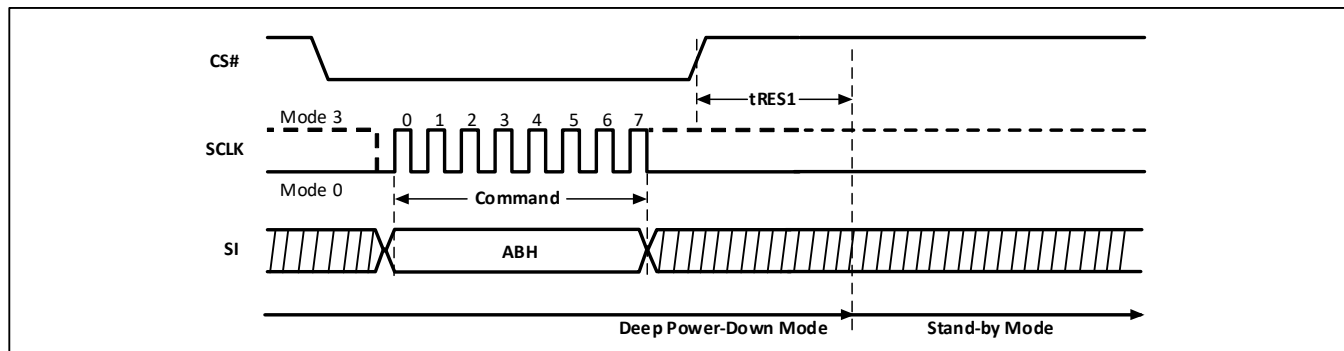 CS#
tRES1
Mode 3
0 1 2 3 4 5 6 7
SCLK
Mode 0
Command
SI
ABH
Deep Power-Down Mode
Stand-by Mode